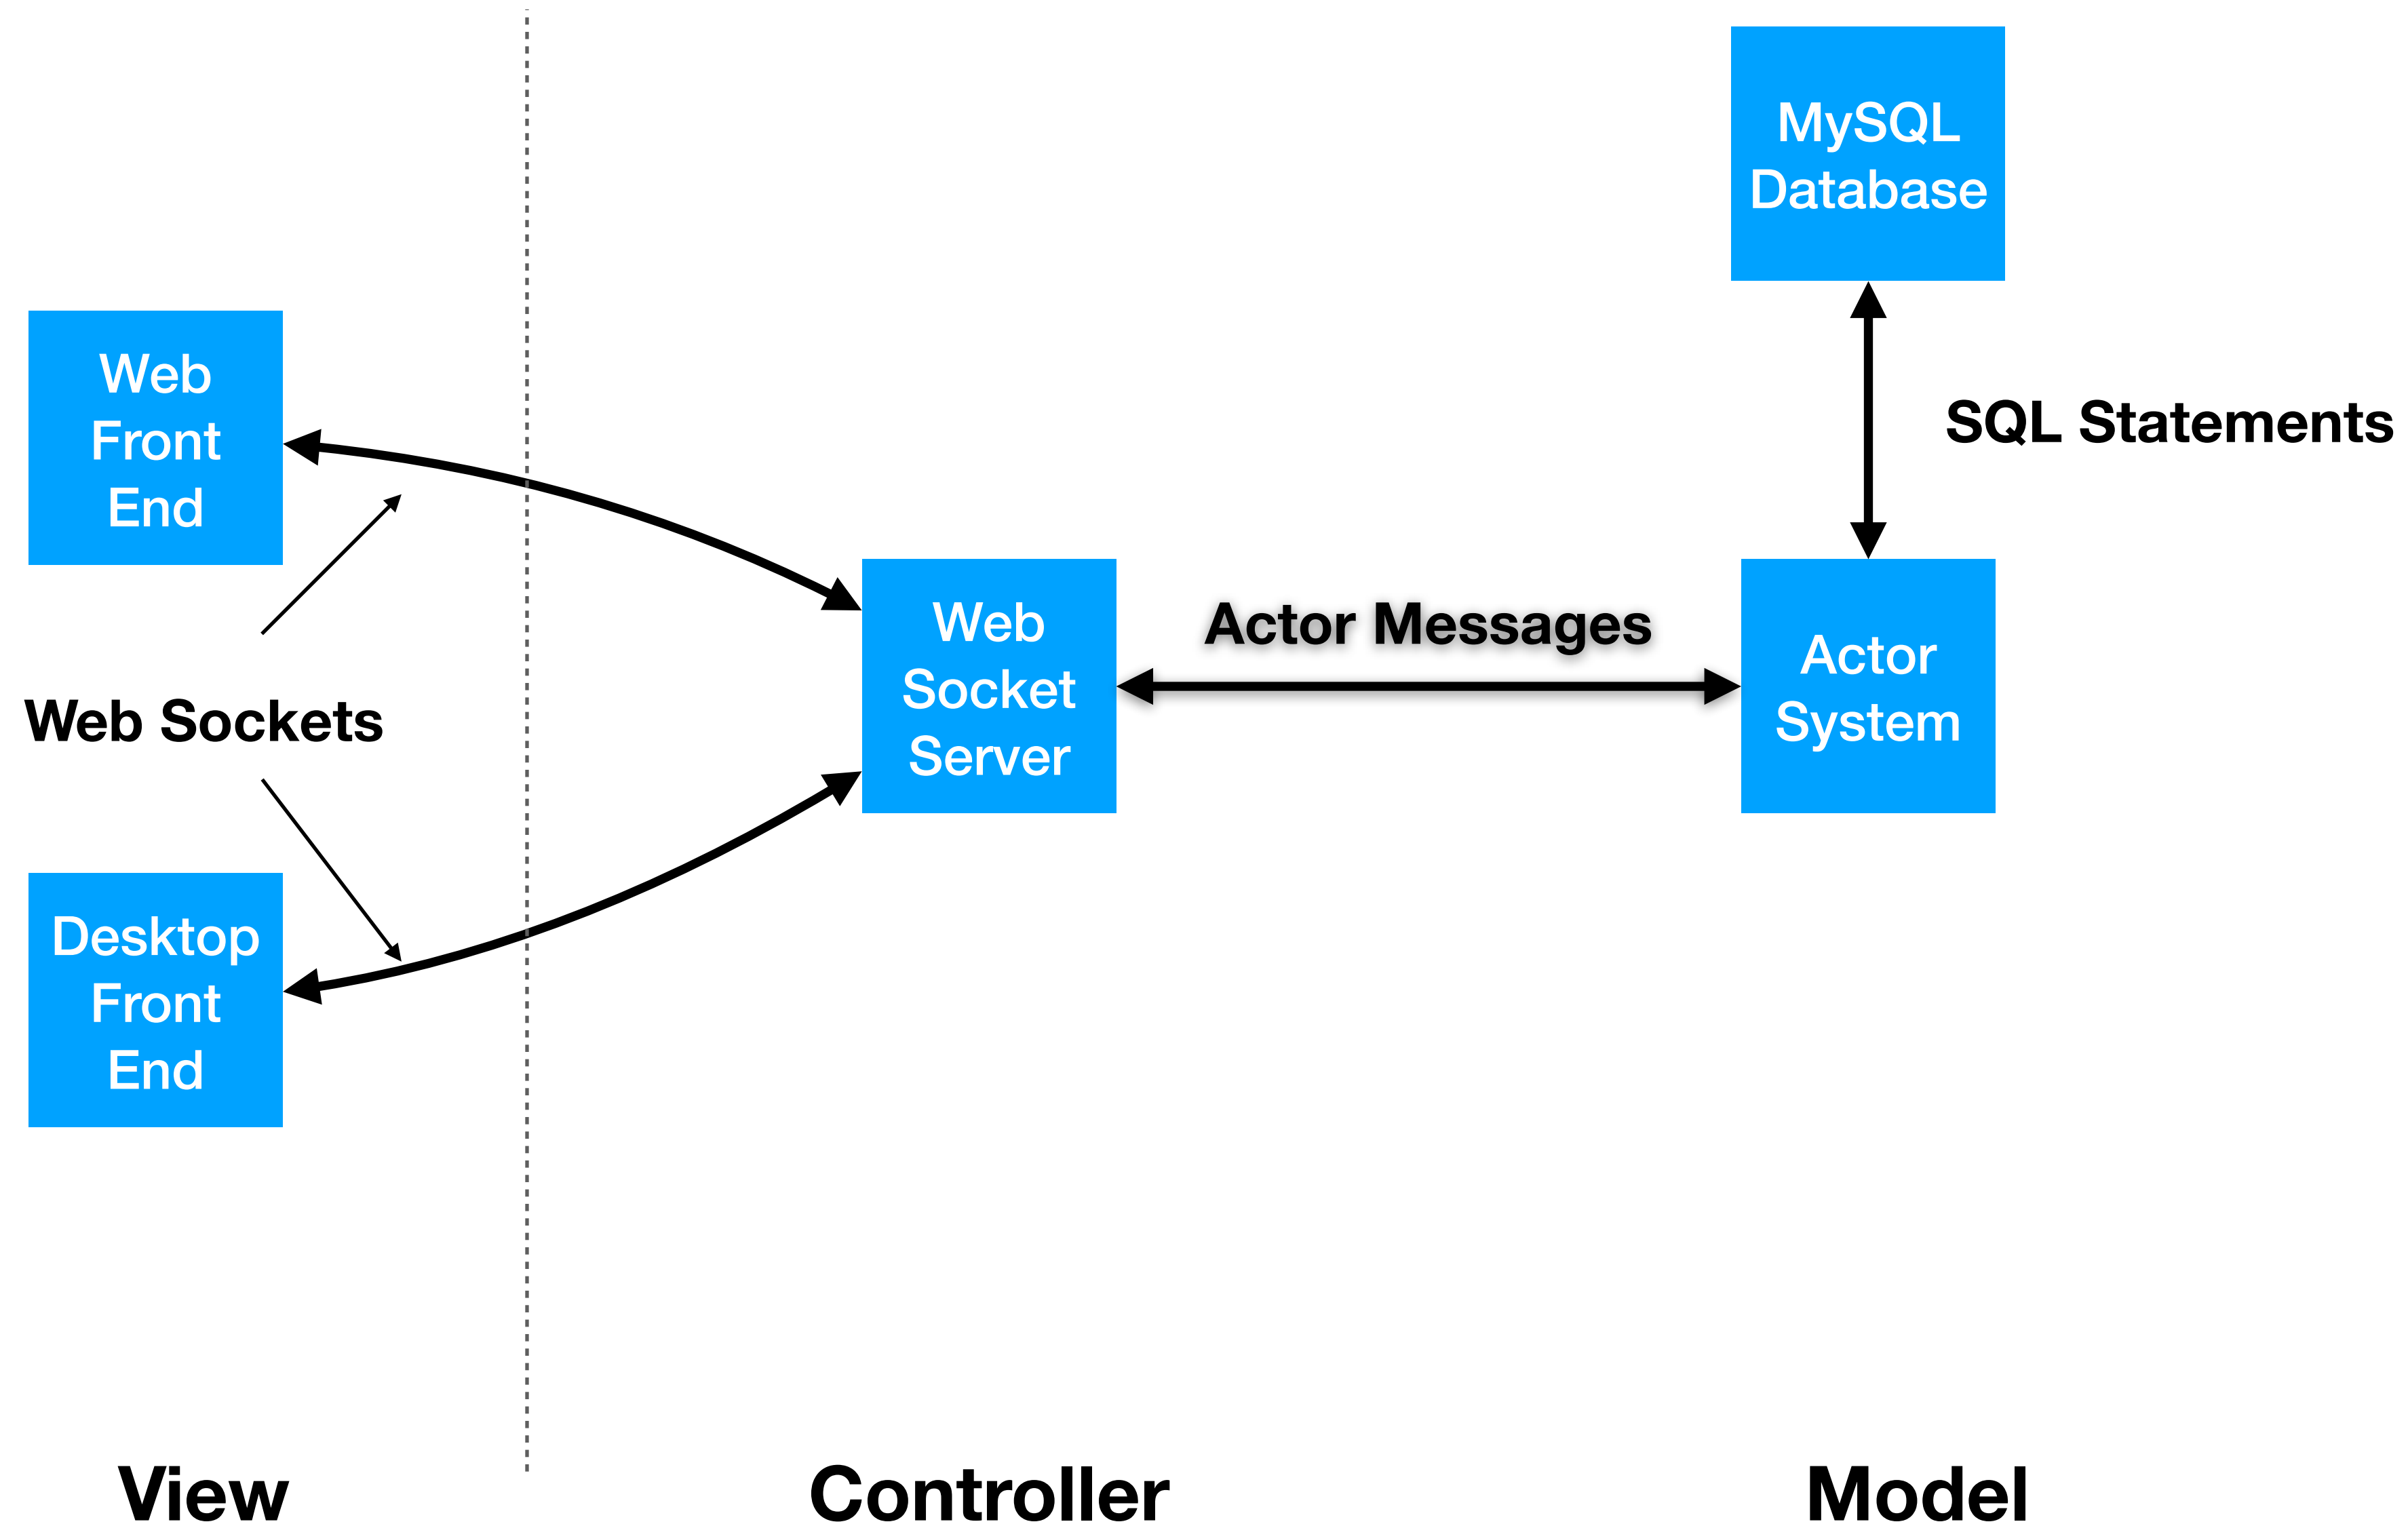 MySQL
Database
Web
Front
End
SQL Statements
Web
Socket
Server
Actor Messages
Actor
System
Web Sockets
Desktop
Front
End
View
Controller
Model